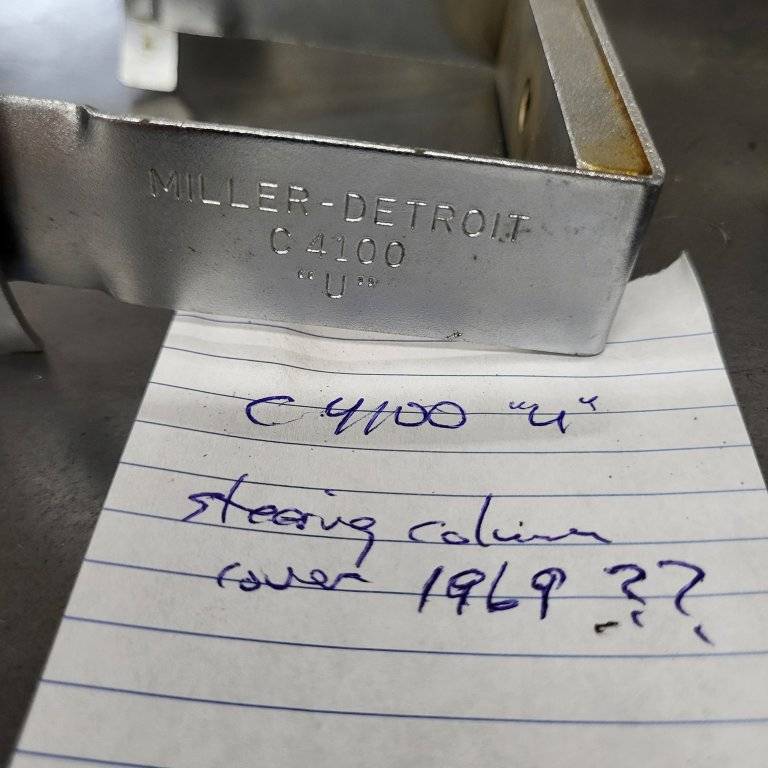 MILLER-DETROIT
C 4100
"U"
C 4100 "U"
steering column
cover 1969 ??